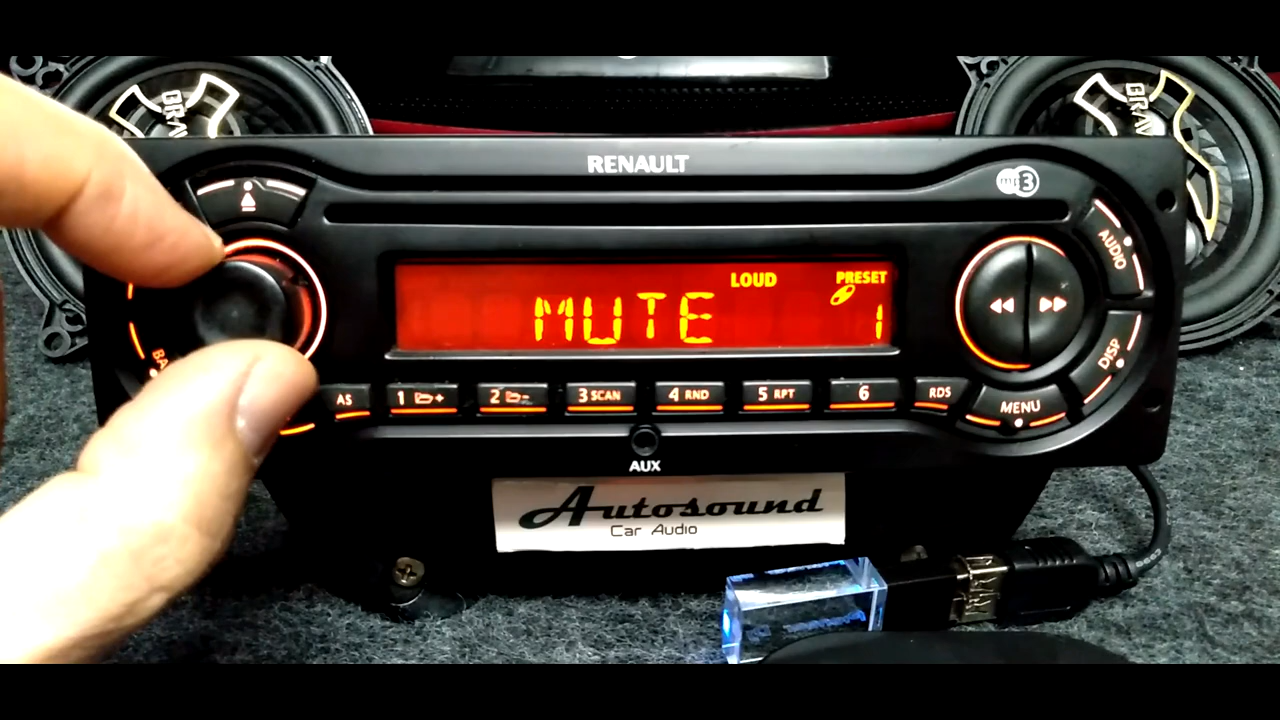 RENAULT
mp3
AUDIO
LOUD
PRESET
MUTE
1
DISP
AS
1
2
3 SCAN
4 RND
5 RPT
6
RDS
MENU
AUX
Autosound
Car Audio